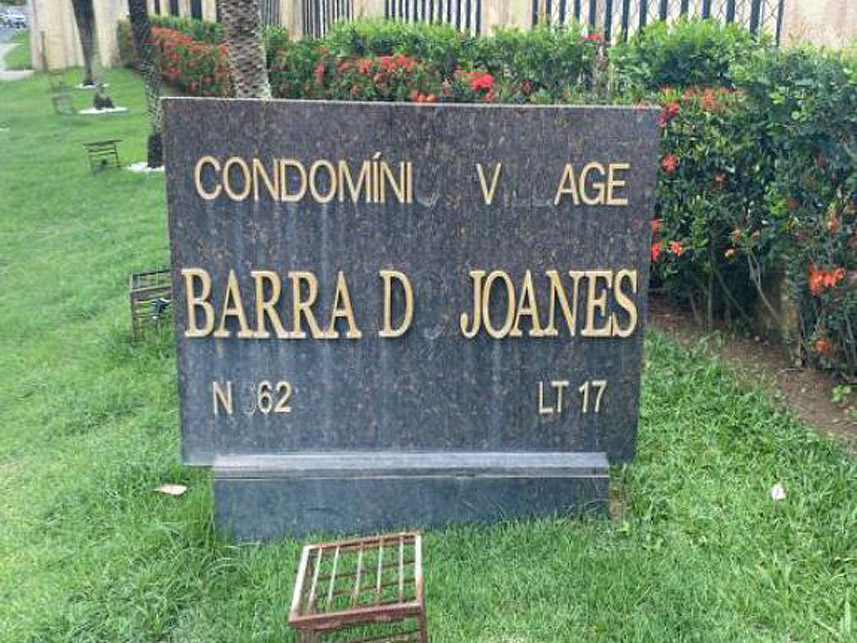 CONDOMÍNI V AGE
BARRA D JOANES
N 62 LT 17